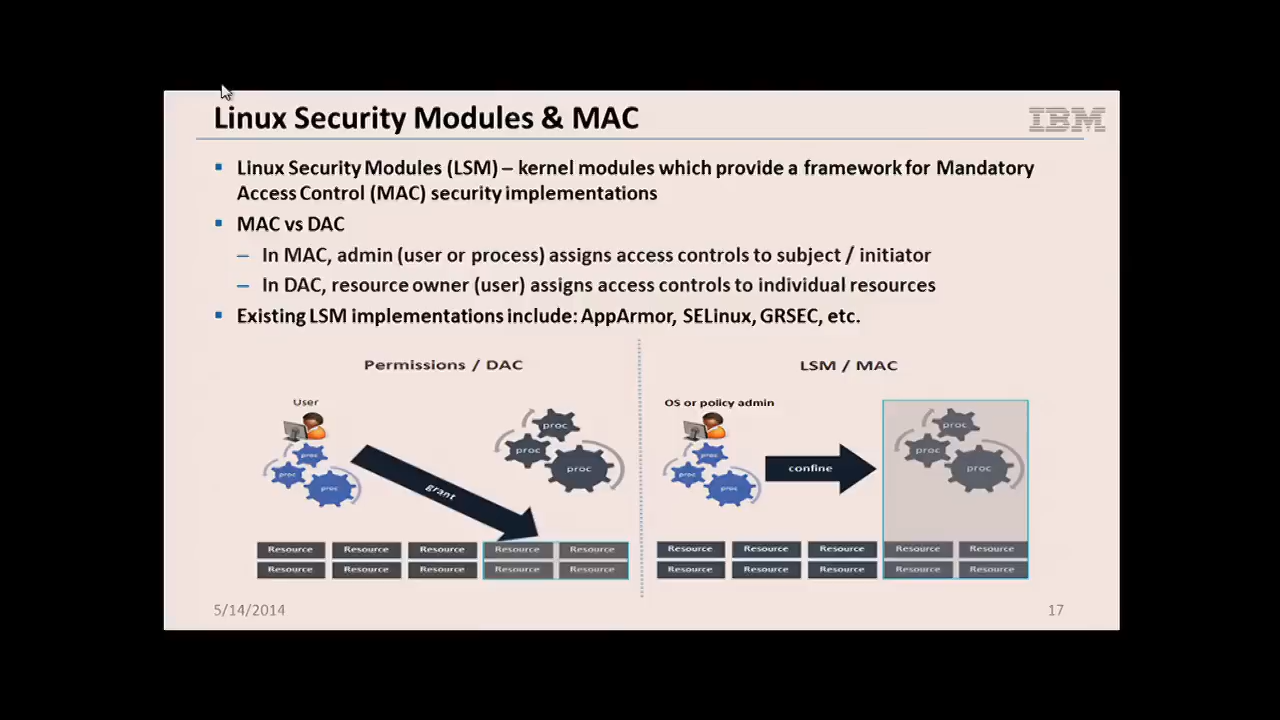 Linux Security Modules & MAC
IBM
Linux Security Modules (LSM) – kernel modules which provide a framework for Mandatory
Access Control (MAC) security implementations
MAC vs DAC
– In MAC, admin (user or process) assigns access controls to subject / initiator
– In DAC, resource owner (user) assigns access controls to individual resources
Existing LSM implementations include: AppArmor, SELinux, GRSEC, etc.
Permissions / DAC
User
proc
proc
proc
proc
proc
proc
grant
Resource Resource Resource Resource Resource
Resource Resource Resource Resource Resource
LSM / MAC
OS or policy admin
proc
proc
proc
confine
proc
proc
proc
Resource Resource Resource Resource Resource
Resource Resource Resource Resource Resource
5/14/2014
17